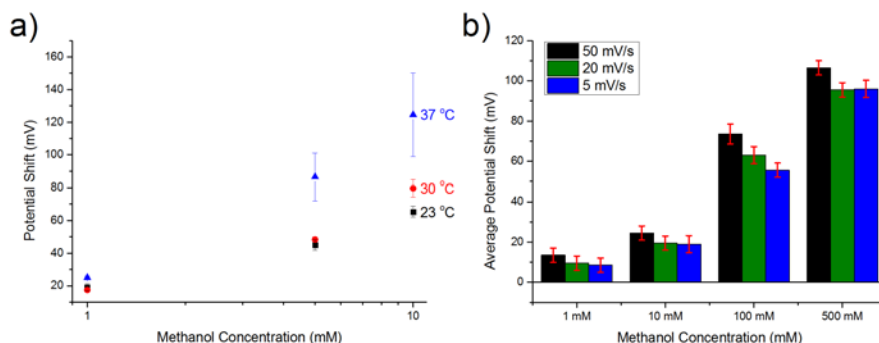 a)
160
140
120
100
80
60
40
20
Potential Shift (mV)
37 °C
30 °C
23 °C
1
10
Methanol Concentration (mM)
b)
120
100
80
60
40
20
0
Average Potential Shift (mV)
50 mV/s
20 mV/s
5 mV/s
1 mM
10 mM
100 mM
500 mM
Methanol Concentration (mM)